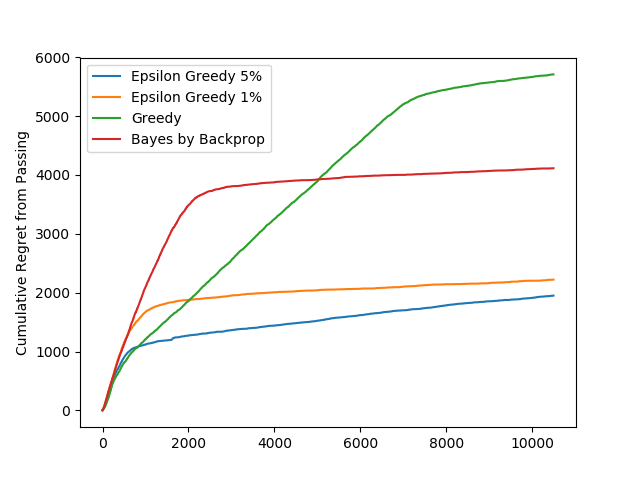 6000
5000
4000
3000
2000
1000
0
Cumulative Regret from Passing
Epsilon Greedy 5%
Epsilon Greedy 1%
Greedy
Bayes by Backprop
0 2000 4000 6000 8000 10000